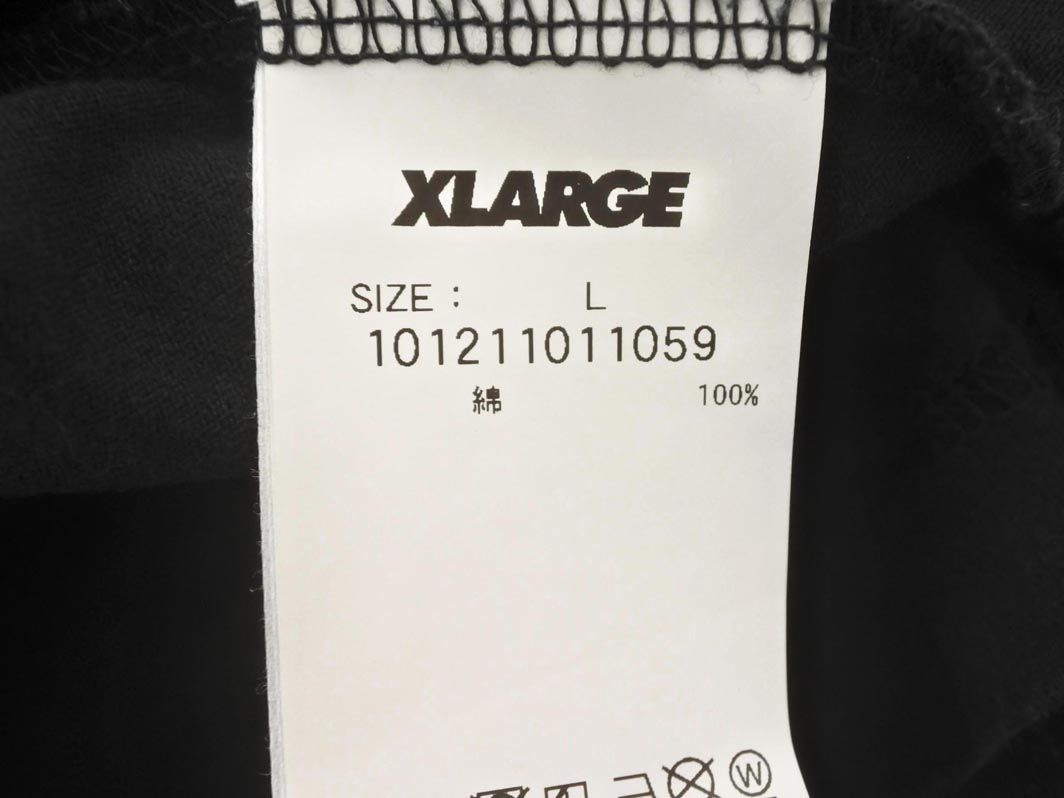 XLARGE
SIZE : L
101211011059
綿 100%
W